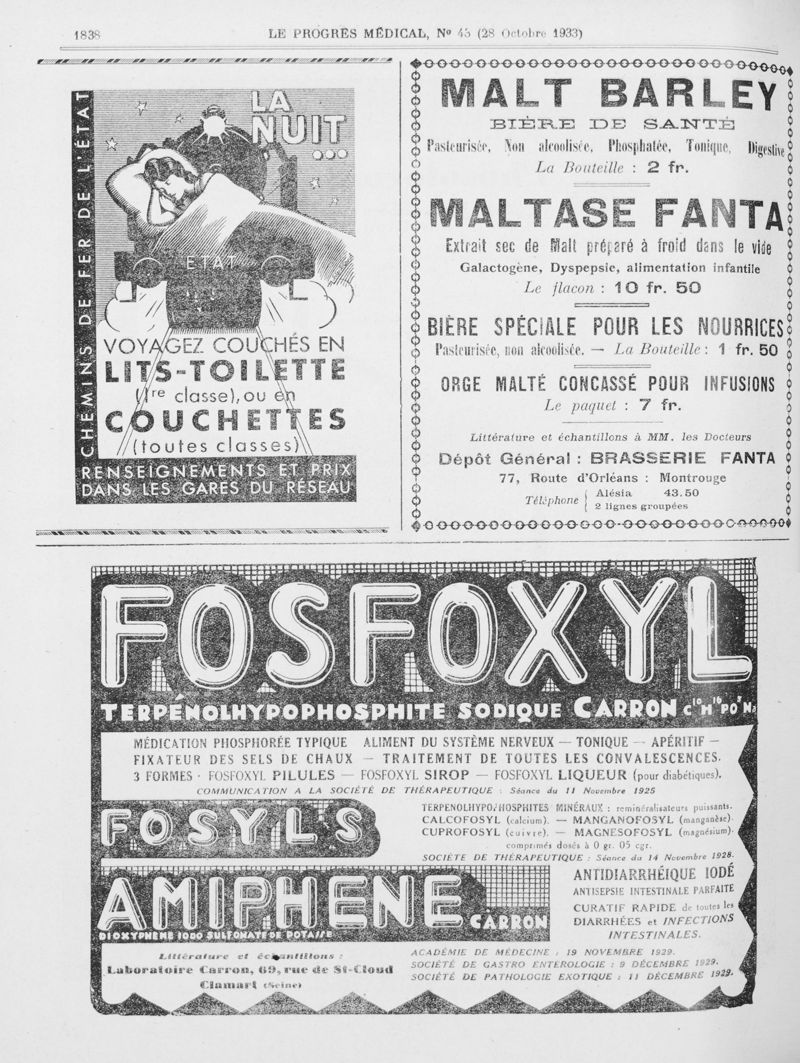 1838
LE PROGRÈS MÉDICAL, No 43 (28 Octobre 1933)
CHEMINS DE FER DE L'ÉTAT
LA
NUIT...
ETAT
VOYAGEZ COUCHÉS EN
LITS-TOILETTE
(1re classe), ou en
COUCHETTES
(toutes classes)
RENSEIGNEMENTS ET PRIX
DANS LES GARES DU RÉSEAU
MALT BARLEY
BIÈRE DE SANTÉ
Pasteurisée, Non alcoolisée, Phosphatée, Tonique, Digestive
La Bouteille : 2 fr.
MALTASE FANTA
Extrait sec de Malt préparé à froid dans le vide
Galactogène, Dyspepsie, alimentation infantile
Le flacon : 10 fr. 50
BIÈRE SPÉCIALE POUR LES NOURRICES
Pasteurisée, non alcoolisée. — La Bouteille : 1 fr. 50
ORGE MALTÉ CONCASSÉ POUR INFUSIONS
Le paquet : 7 fr.
Littérature et échantillons à MM. les Docteurs
Dépôt Général : BRASSERIE FANTA
77, Route d'Orléans : Montrouge
Téléphone { Alésia 43.50
2 lignes groupées
FOSFOXYL
TERPÉNOLHYPOPHOSPHITE SODIQUE CARRON C10H16PO3Na
MÉDICATION PHOSPHORÉE TYPIQUE ALIMENT DU SYSTÈME NERVEUX — TONIQUE — APÉRITIF —
FIXATEUR DES SELS DE CHAUX — TRAITEMENT DE TOUTES LES CONVALESCENCES.
3 FORMES · FOSFOXYL PILULES — FOSFOXYL SIROP — FOSFOXYL LIQUEUR (pour diabétiques).
COMMUNICATION A LA SOCIÉTÉ DE THÉRAPEUTIQUE : Séance du 11 Novembre 1925
FOSYLS
TERPENOLHYPOPHOSPHITES MINÉRAUX : reminéralisateurs puissants.
CALCOFOSYL (calcium). — MANGANOFOSYL (manganèse).
CUPROFOSYL (cuivre). — MAGNESOFOSYL (magnésium).
comprimés dosés à 0 gr. 05 cgr.
SOCIÉTÉ DE THÉRAPEUTIQUE : Séance du 14 Novembre 1928.
AMIPHENE
CARRON
DIOXYPHENE IODO SULFONATE DE POTASSE
ANTIDIARRHÉIQUE IODÉ
ANTISEPSIE INTESTINALE PARFAITE
CURATIF RAPIDE de toutes les
DIARRHÉES et INFECTIONS
INTESTINALES.
Littérature et échantillons :
Laboratoire Carron, 69, rue de St-Cloud
Clamart (Seine)
ACADÉMIE DE MÉDECINE : 19 NOVEMBRE 1929.
SOCIÉTÉ DE GASTRO ENTEROLOGIE : 9 DÉCEMBRE 1929.
SOCIÉTÉ DE PATHOLOGIE EXOTIQUE : 11 DÉCEMBRE 1929.